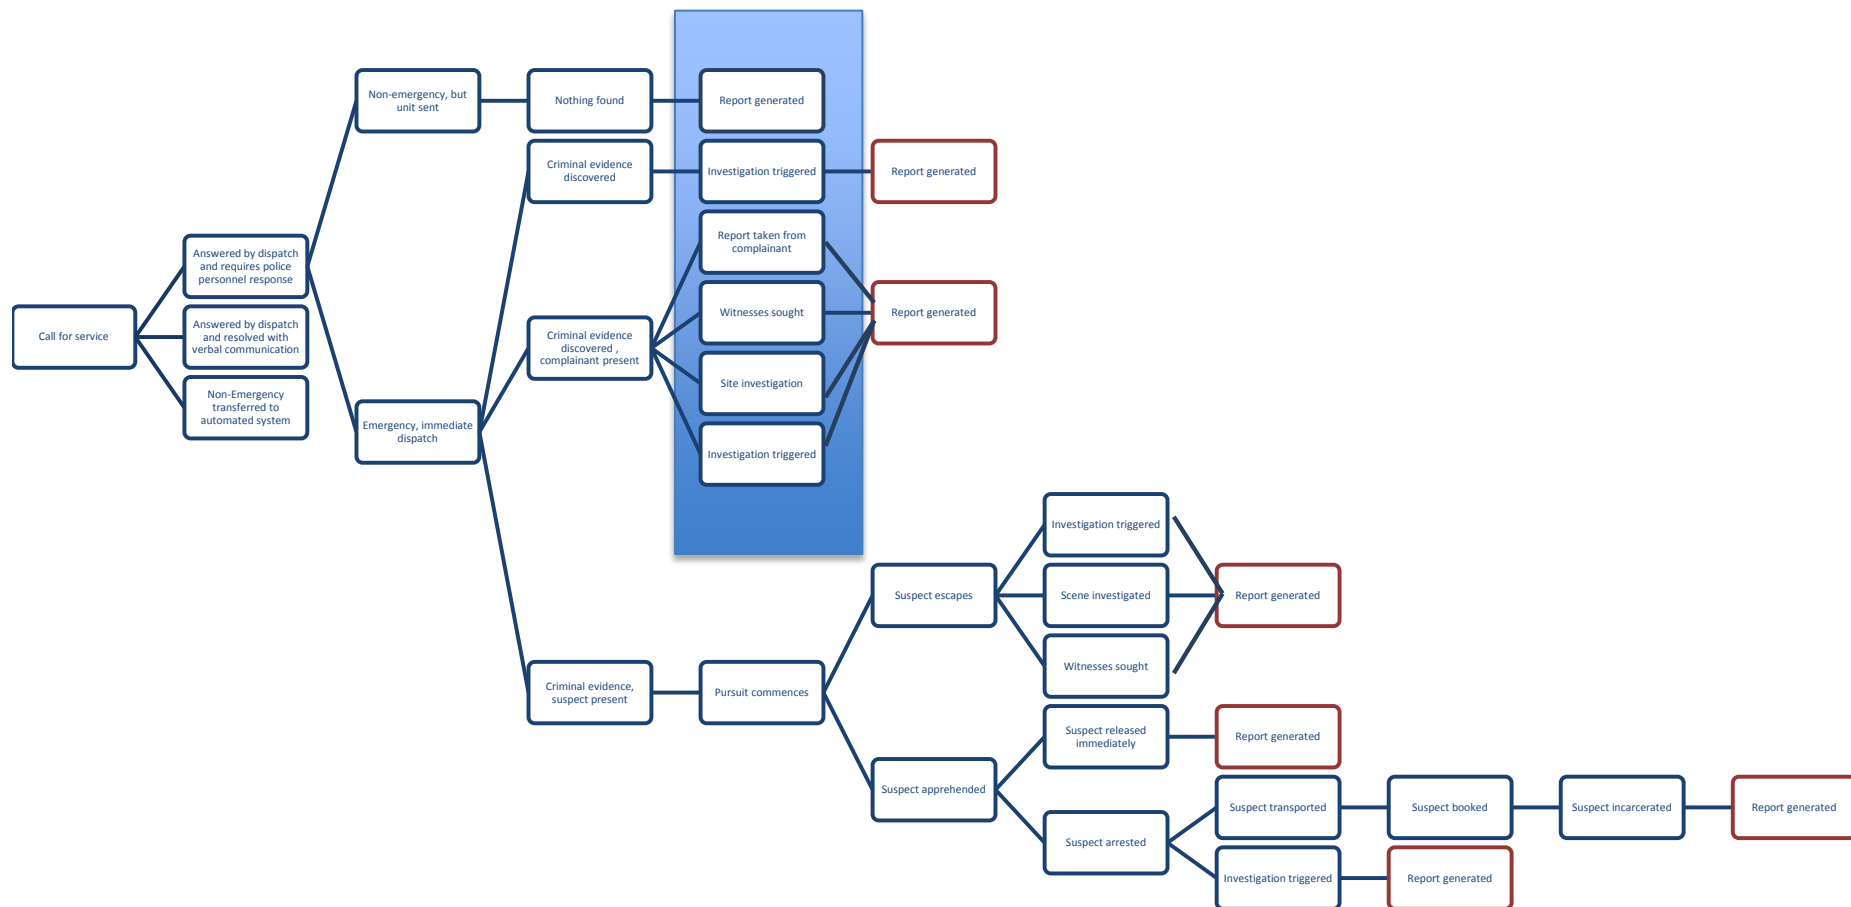 Non-emergency, but
unit sent
Nothing found
Report generated
Criminal evidence
discovered
Investigation triggered
Report generated
Report taken from
complainant
Answered by dispatch
and requires police
personnel response
Call for service
Answered by dispatch
and resolved with
verbal communication
Non-Emergency
transferred to
automated system
Emergency, immediate
dispatch
Criminal evidence
discovered ,
complainant present
Witnesses sought
Report generated
Site investigation
Investigation triggered
Investigation triggered
Suspect escapes
Scene investigated
Report generated
Witnesses sought
Criminal evidence,
suspect present
Pursuit commences
Suspect released
immediately
Report generated
Suspect apprehended
Suspect transported
Suspect booked
Suspect incarcerated
Report generated
Suspect arrested
Investigation triggered
Report generated